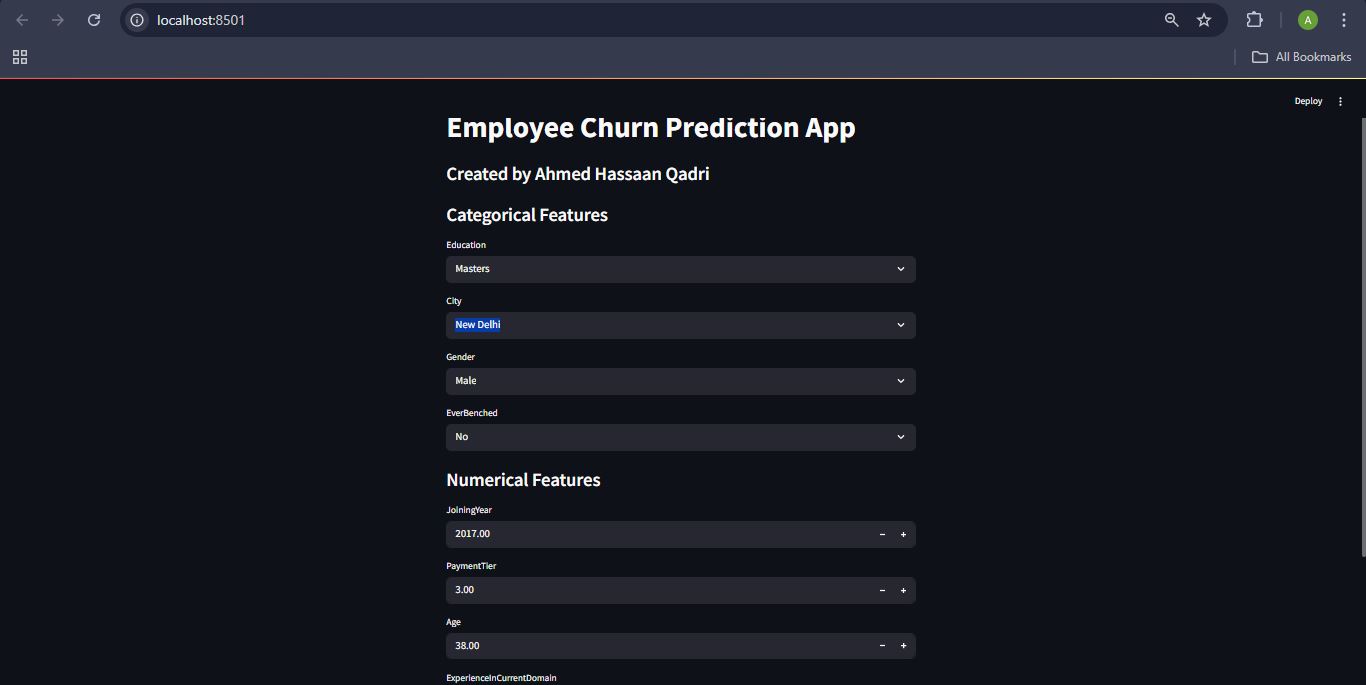 localhost:8501
A
All Bookmarks
Deploy
Employee Churn Prediction App
Created by Ahmed Hassaan Qadri
Categorical Features
Education
Masters
City
New Delhi
Gender
Male
EverBenched
No
Numerical Features
JoiningYear
2017.00
PaymentTier
3.00
Age
38.00
ExperienceInCurrentDomain